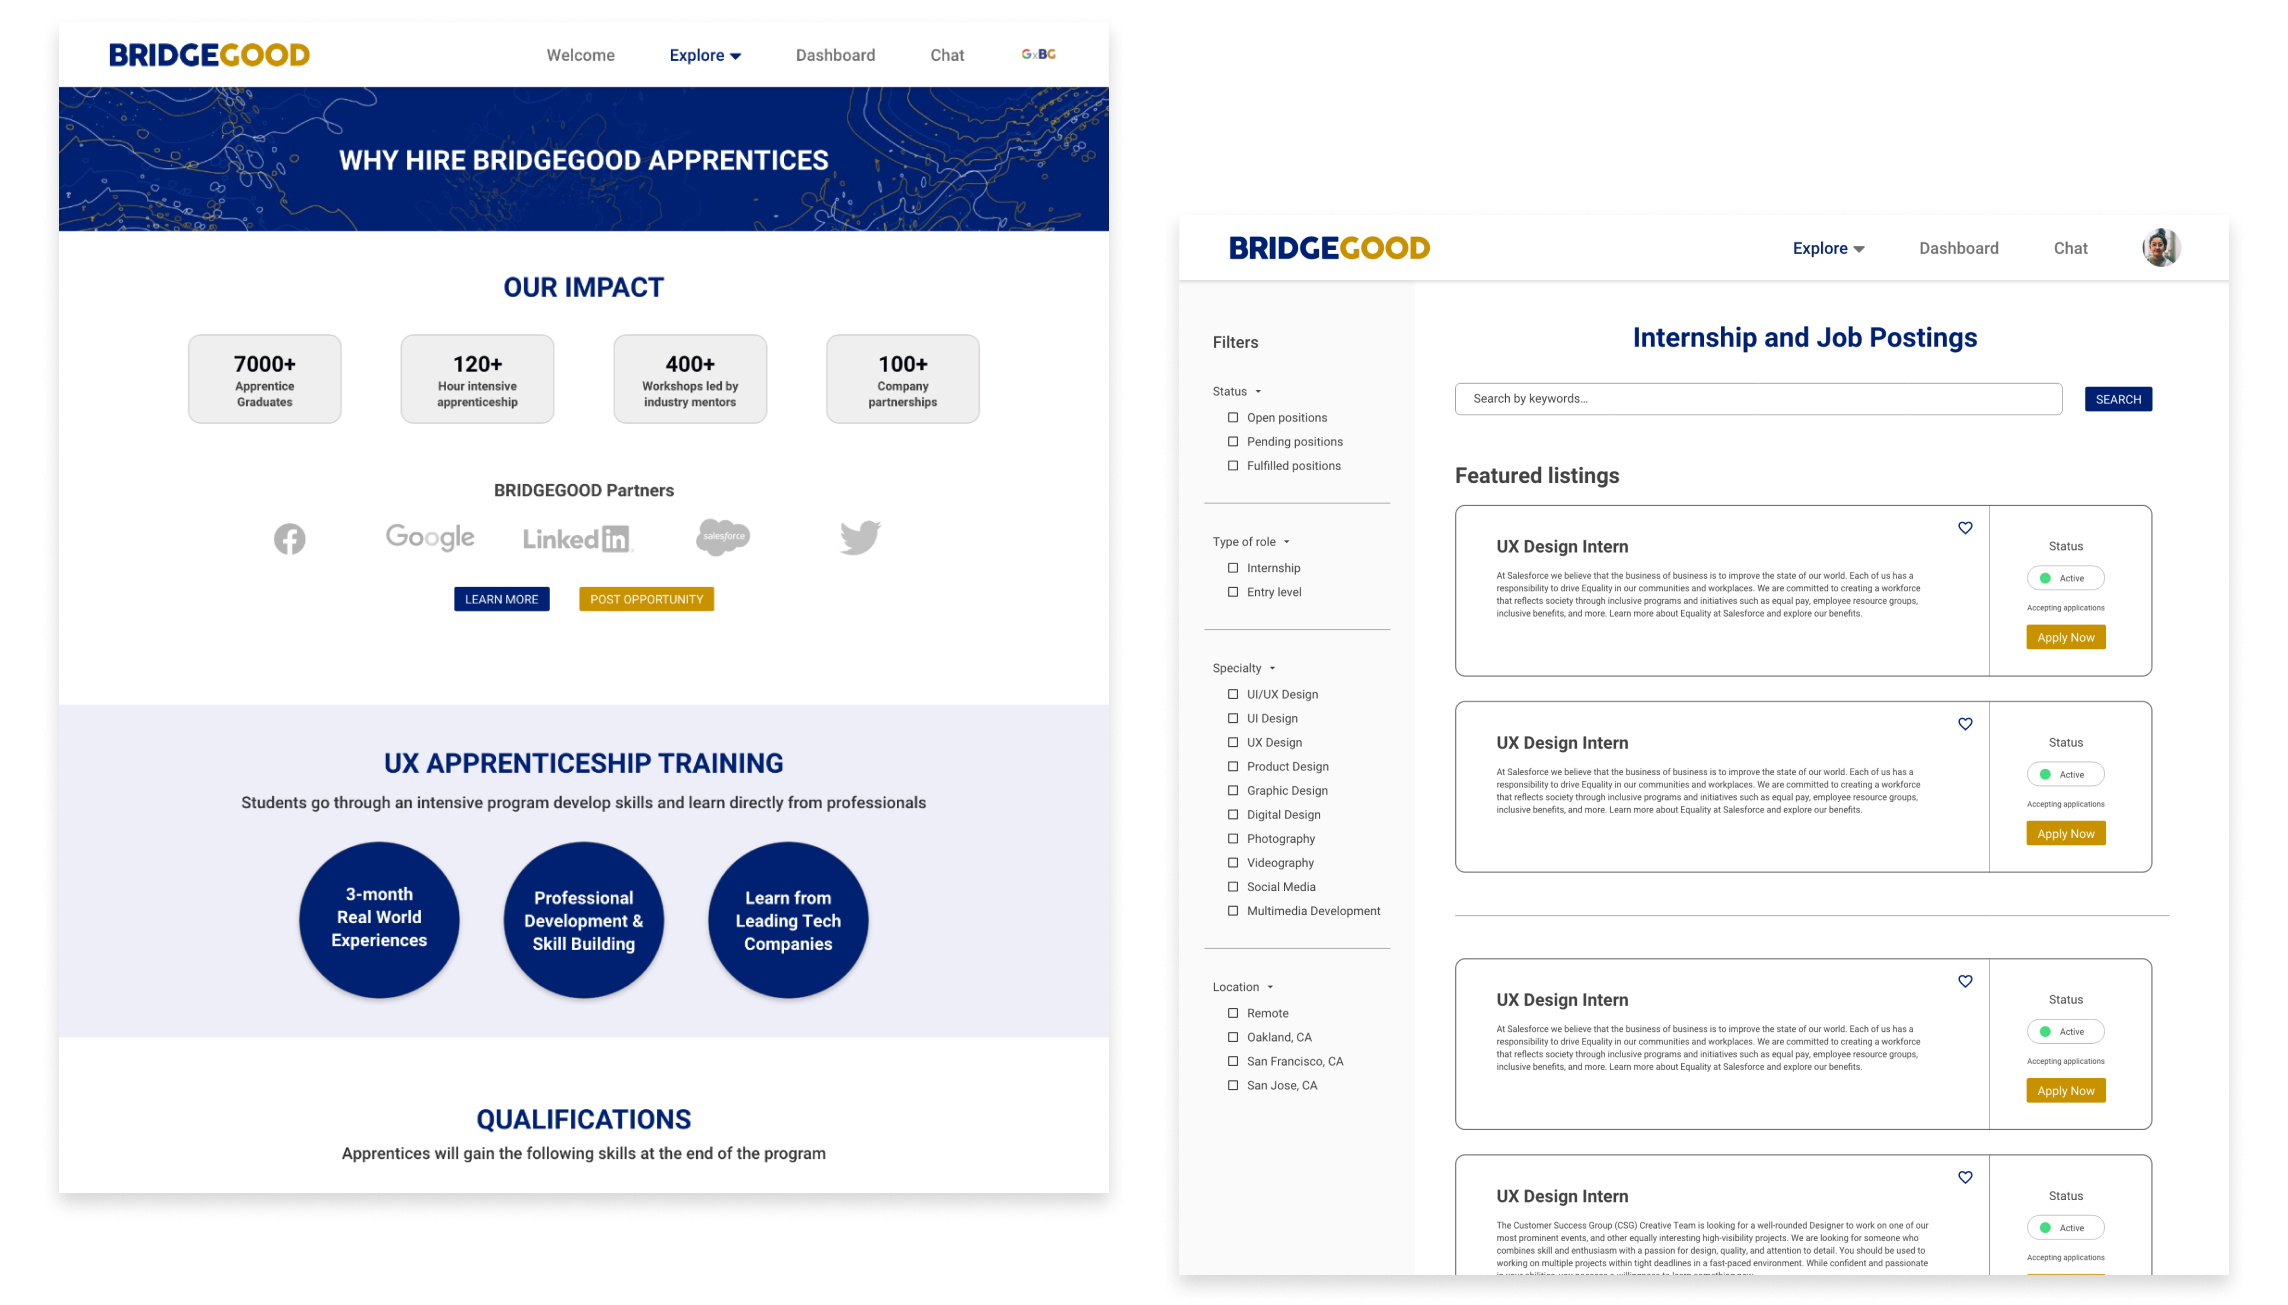 BRIDGEGOOD
Welcome
Explore
Dashboard
Chat
GxBG
WHY HIRE BRIDGEGOOD APPRENTICES
OUR IMPACT
7000+
Apprentice
Graduates
120+
Hour intensive
apprenticeship
400+
Workshops led by
industry mentors
100+
Company
partnerships
BRIDGEGOOD Partners
Google
Linkedin
salesforce
LEARN MORE
POST OPPORTUNITY
UX APPRENTICESHIP TRAINING
Students go through an intensive program develop skills and learn directly from professionals
3-month
Real World
Experiences
Professional
Development &
Skill Building
Learn from
Leading Tech
Companies
QUALIFICATIONS
Apprentices will gain the following skills at the end of the program
BRIDGEGOOD
Explore
Dashboard
Chat
Filters
Status
Open positions
Pending positions
Fulfilled positions
Type of role
Internship
Entry level
Specialty
UI/UX Design
UI Design
UX Design
Product Design
Graphic Design
Digital Design
Photography
Videography
Social Media
Multimedia Development
Location
Remote
Oakland, CA
San Francisco, CA
San Jose, CA
Internship and Job Postings
Search by keywords...
SEARCH
Featured listings
UX Design Intern
At Salesforce we believe that the business of business is to improve the state of our world. Each of us has a
responsibility to drive Equality in our communities and workplaces. We are committed to creating a workforce
that reflects society through inclusive programs and initiatives such as equal pay, employee resource groups,
inclusive benefits, and more. Learn more about Equality at Salesforce and explore our benefits.
Status
Active
Accepting applications
Apply Now
UX Design Intern
At Salesforce we believe that the business of business is to improve the state of our world. Each of us has a
responsibility to drive Equality in our communities and workplaces. We are committed to creating a workforce
that reflects society through inclusive programs and initiatives such as equal pay, employee resource groups,
inclusive benefits, and more. Learn more about Equality at Salesforce and explore our benefits.
Status
Active
Accepting applications
Apply Now
UX Design Intern
At Salesforce we believe that the business of business is to improve the state of our world. Each of us has a
responsibility to drive Equality in our communities and workplaces. We are committed to creating a workforce
that reflects society through inclusive programs and initiatives such as equal pay, employee resource groups,
inclusive benefits, and more. Learn more about Equality at Salesforce and explore our benefits.
Status
Active
Accepting applications
Apply Now
UX Design Intern
The Customer Success Group (CSG) Creative Team is looking for a well-rounded Designer to work on one of our
most prominent events, and other equally interesting high-visibility projects. We are looking for someone who
combines skill and enthusiasm with a passion for design, quality, and attention to detail. You should be used to
working on multiple projects within tight deadlines in a fast-paced environment. While confident and passionate
Status
Active
Accepting applications